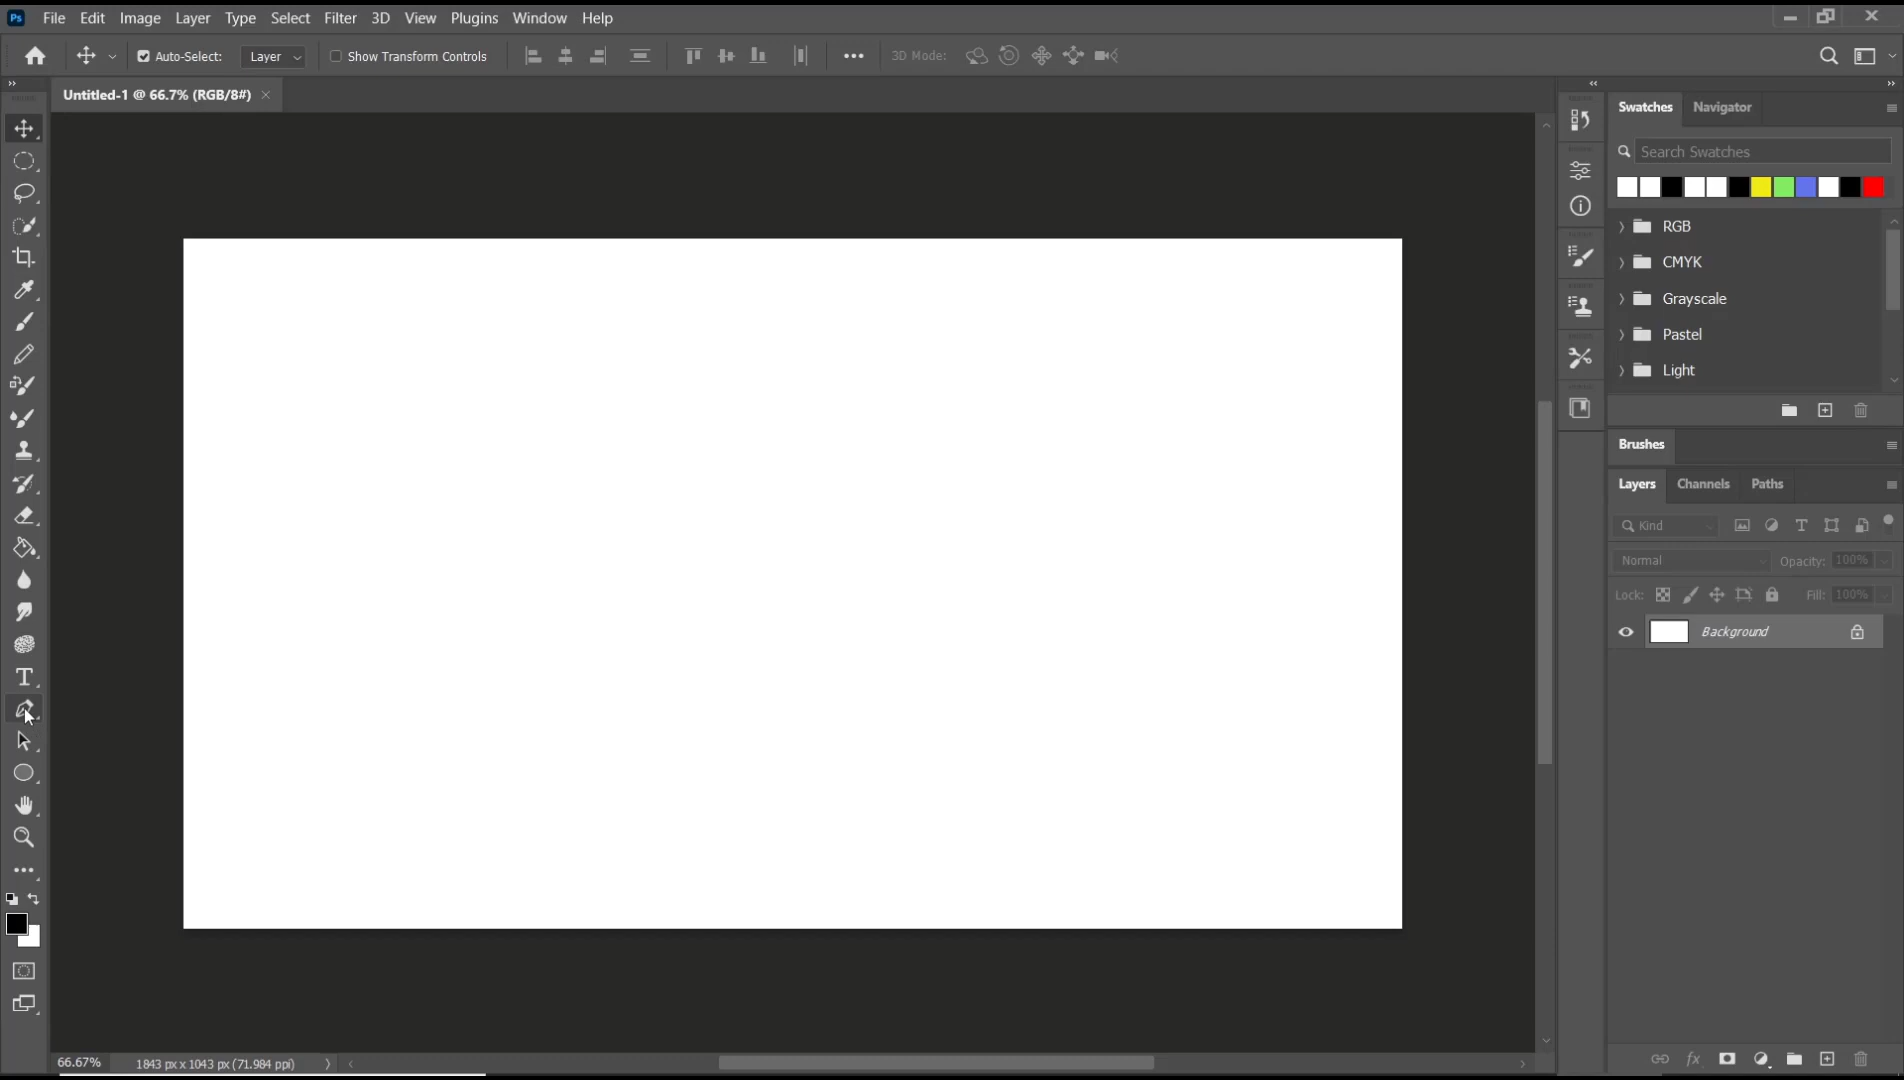 Ps File Edit Image Layer Type Select Filter 3D View Plugins Window Help
Auto-Select: Layer Show Transform Controls 3D Mode:
Untitled-1 @ 66.7% (RGB/8#)
Swatches Navigator
Search Swatches
RGB
CMYK
Grayscale
Pastel
Light
Brushes
Layers Channels Paths
Kind
Normal Opacity: 100%
Lock: Fill: 100%
Background
fx
66.67% 1843 px x 1043 px (71.984 ppi)